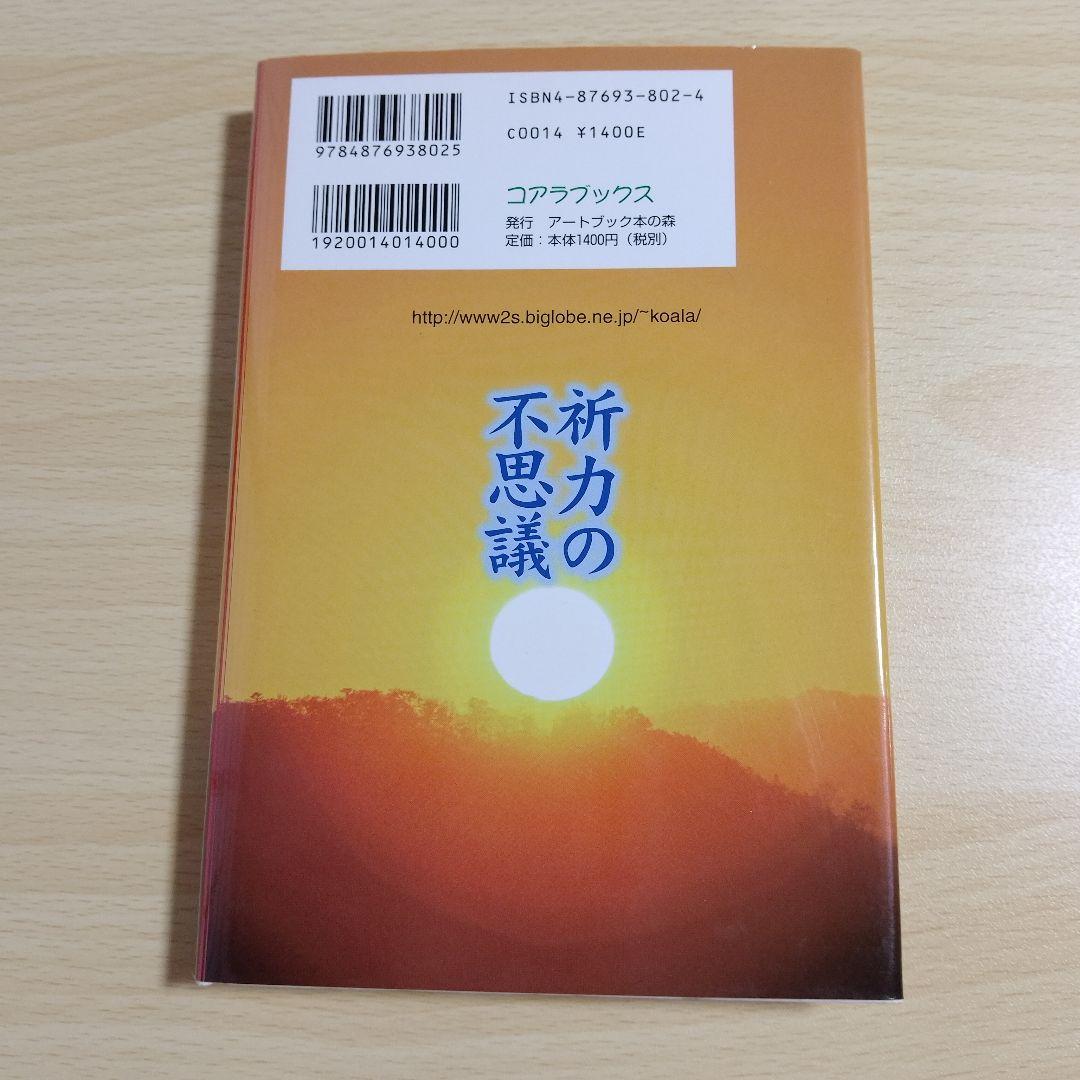 ISBN4-87693-802-4
C0014 ¥1400E
9784876938025
1920014014000
コアラブックス
発行　アートブック本の森
定価：本体1400円（税別）
http://www2s.biglobe.ne.jp/~koala/
祈力の
不思議